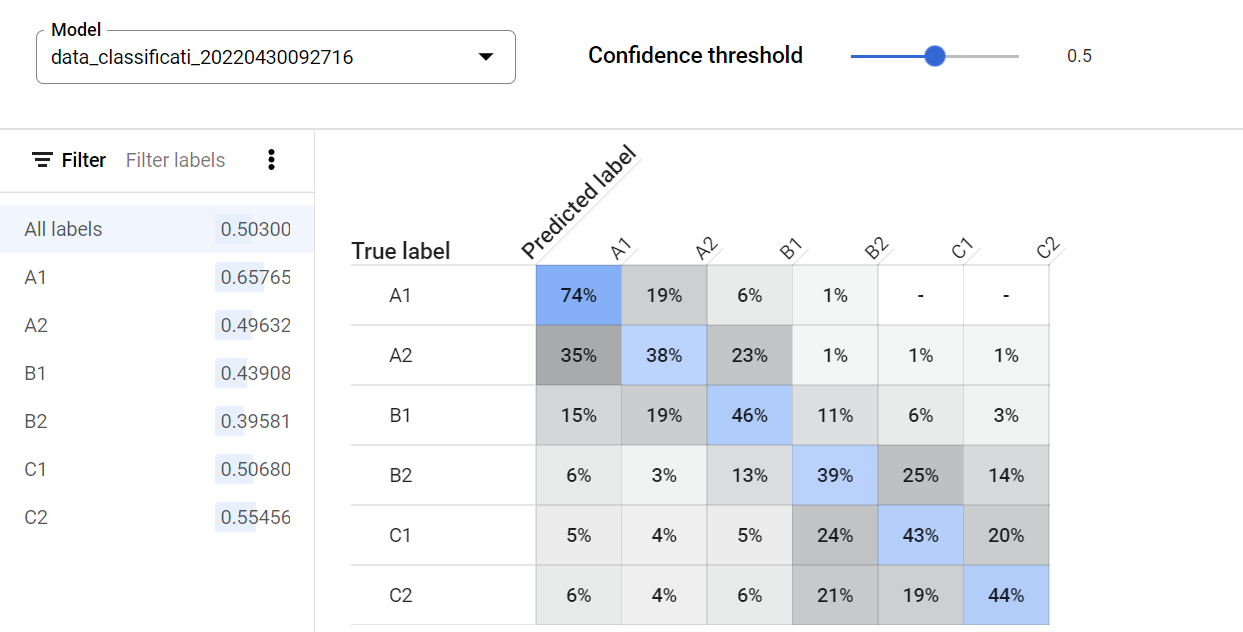 Model
data_classificati_20220430092716
Confidence threshold
0.5
Filter Filter labels
All labels 0.50300
A1 0.65765
A2 0.49632
B1 0.43908
B2 0.39581
C1 0.50680
C2 0.55456
Predicted label
True label A1 A2 B1 B2 C1 C2
A1 74% 19% 6% 1% - -
A2 35% 38% 23% 1% 1% 1%
B1 15% 19% 46% 11% 6% 3%
B2 6% 3% 13% 39% 25% 14%
C1 5% 4% 5% 24% 43% 20%
C2 6% 4% 6% 21% 19% 44%